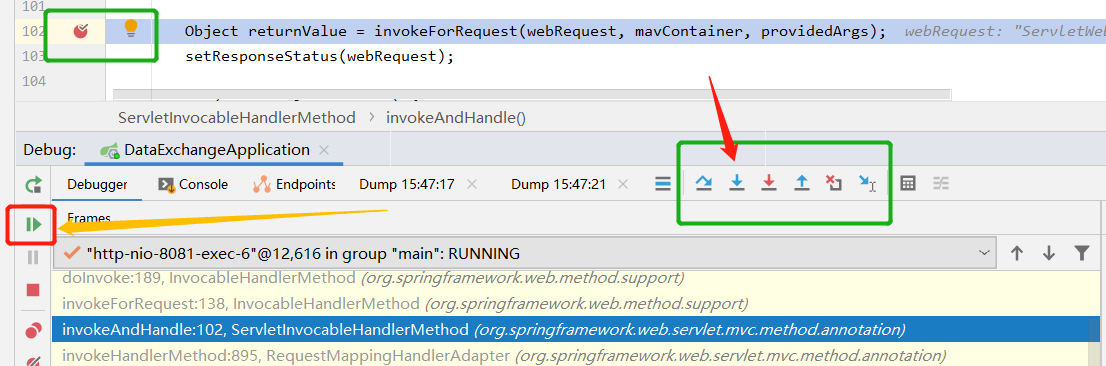 101
102 Object returnValue = invokeForRequest(webRequest, mavContainer, providedArgs); webRequest: "ServletWeb
103 setResponseStatus(webRequest);
104
ServletInvocableHandlerMethod › invokeAndHandle()
Debug: DataExchangeApplication ×
Debugger Console Endpoints Dump 15:47:17 × Dump 15:47:21 ×
Frames
"http-nio-8081-exec-6"@12,616 in group "main": RUNNING
doInvoke:189, InvocableHandlerMethod (org.springframework.web.method.support)
invokeForRequest:138, InvocableHandlerMethod (org.springframework.web.method.support)
invokeAndHandle:102, ServletInvocableHandlerMethod (org.springframework.web.servlet.mvc.method.annotation)
invokeHandlerMethod:895, RequestMappingHandlerAdapter (org.springframework.web.servlet.mvc.method.annotation)